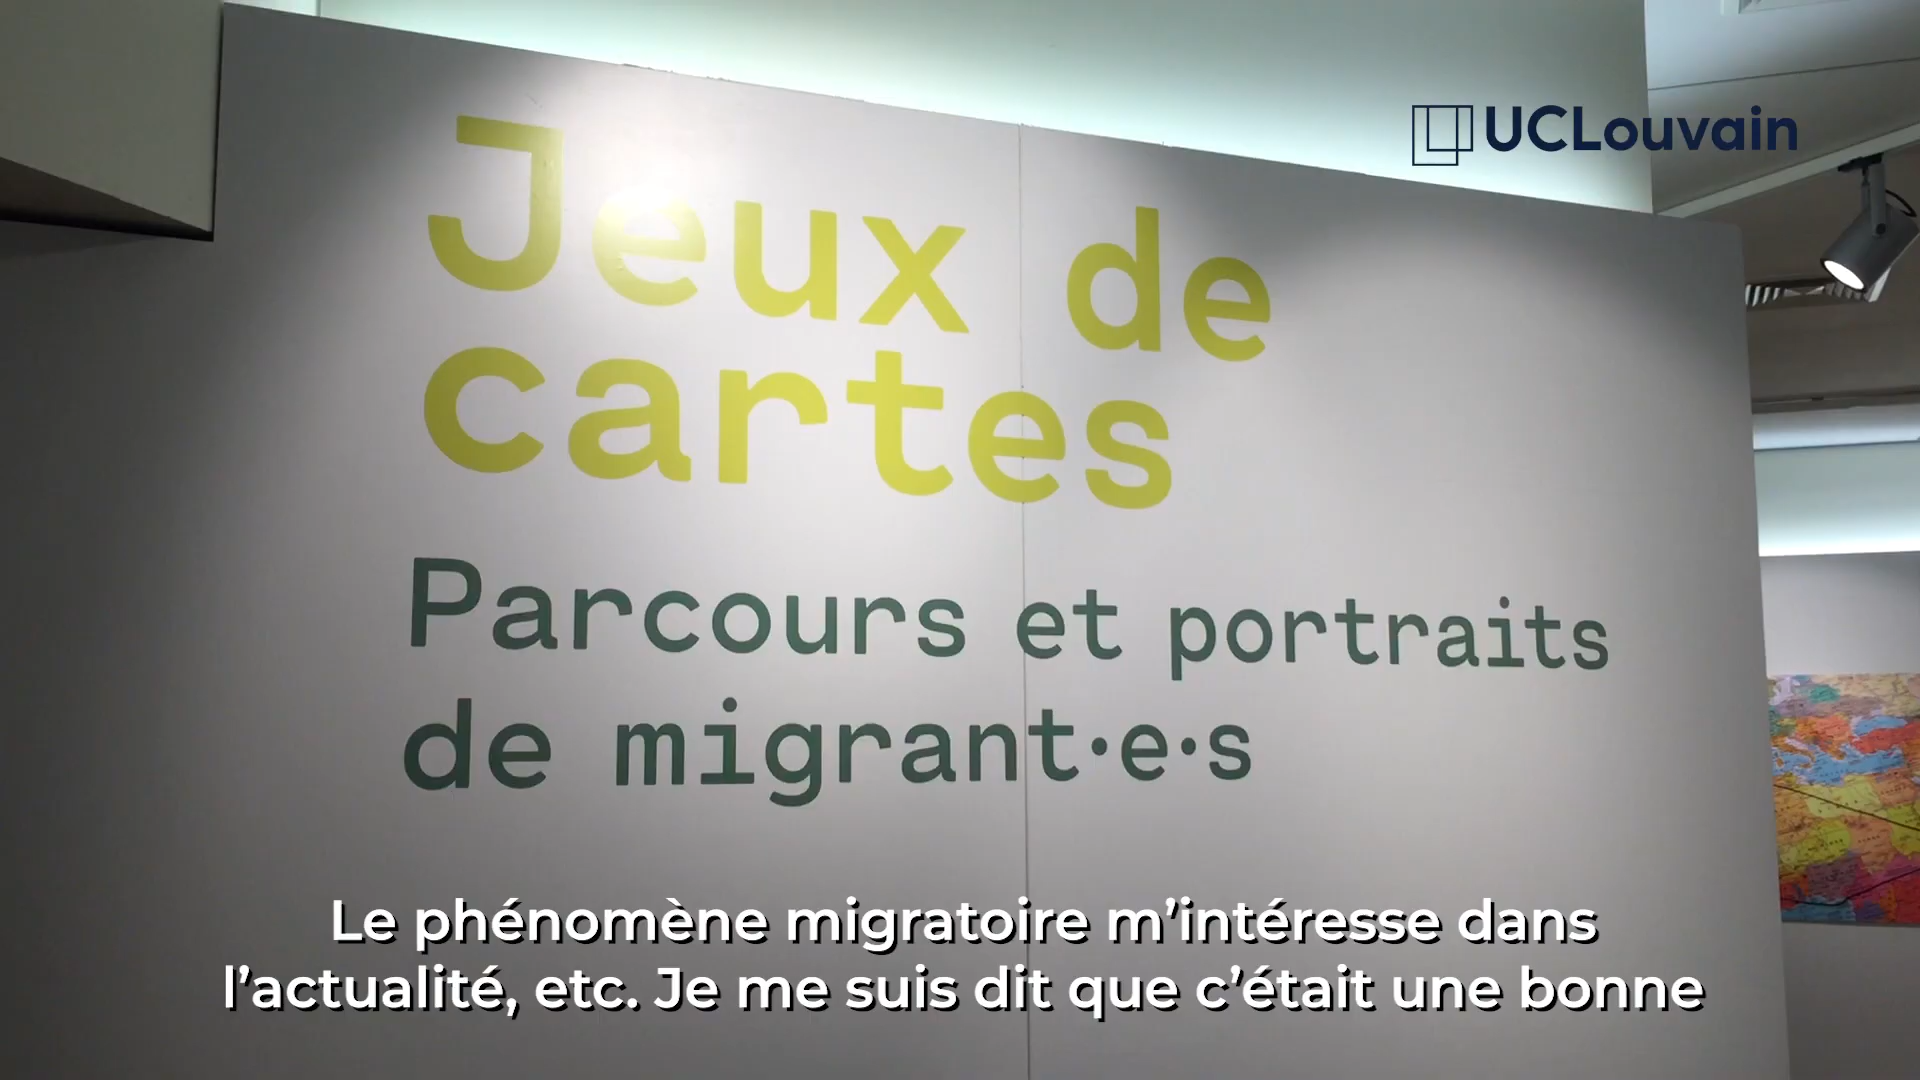 UCLouvain
Jeux de
cartes
Parcours et portraits
de migrant·e·s
Le phénomène migratoire m’intéresse dans
l’actualité, etc. Je me suis dit que c’était une bonne